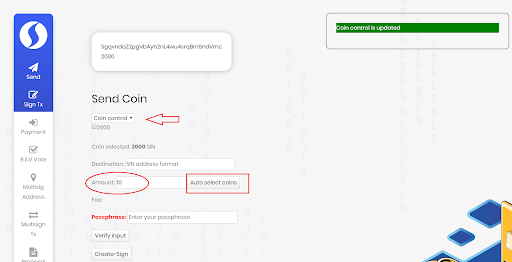 Coin control is updated
2000
Send
Sign Tx
Payment
R.S.V Vote
Multisig
Address
Multisign
Tx
Proposal
Send Coin
Coin control
2000
Coin selected: 2000 SIN
Destination: SIN address format
Amount: 10
Auto select coins
Fee:
Passphrase: Enter your passphrase
Verify Input
Create Sign